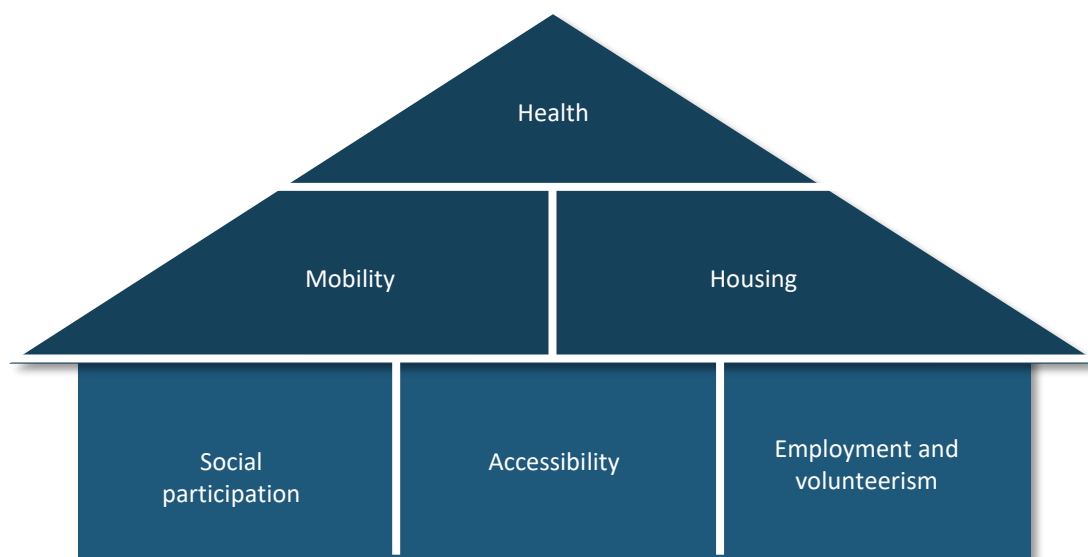 Health
Mobility
Housing
Social
participation
Accessibility
Employment and
volunteerism